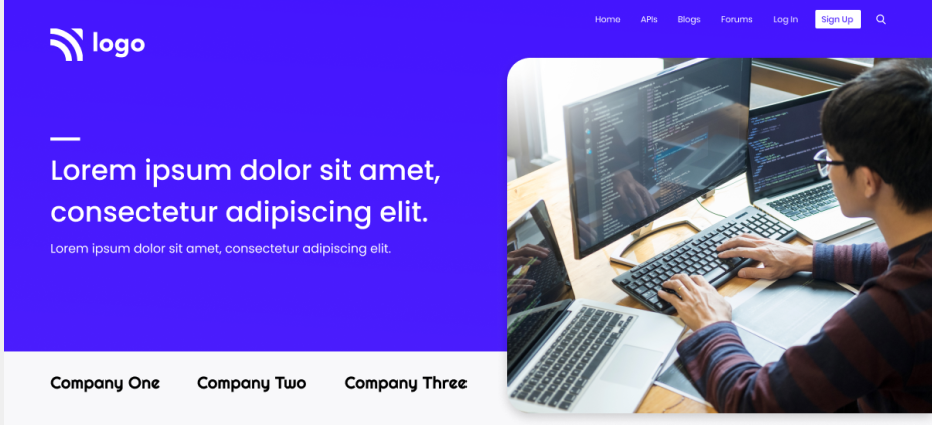 Home APIs Blogs Forums Log In Sign Up
logo
Lorem ipsum dolor sit amet,
consectetur adipiscing elit.
Lorem ipsum dolor sit amet, consectetur adipiscing elit.
Company One Company Two Company Three